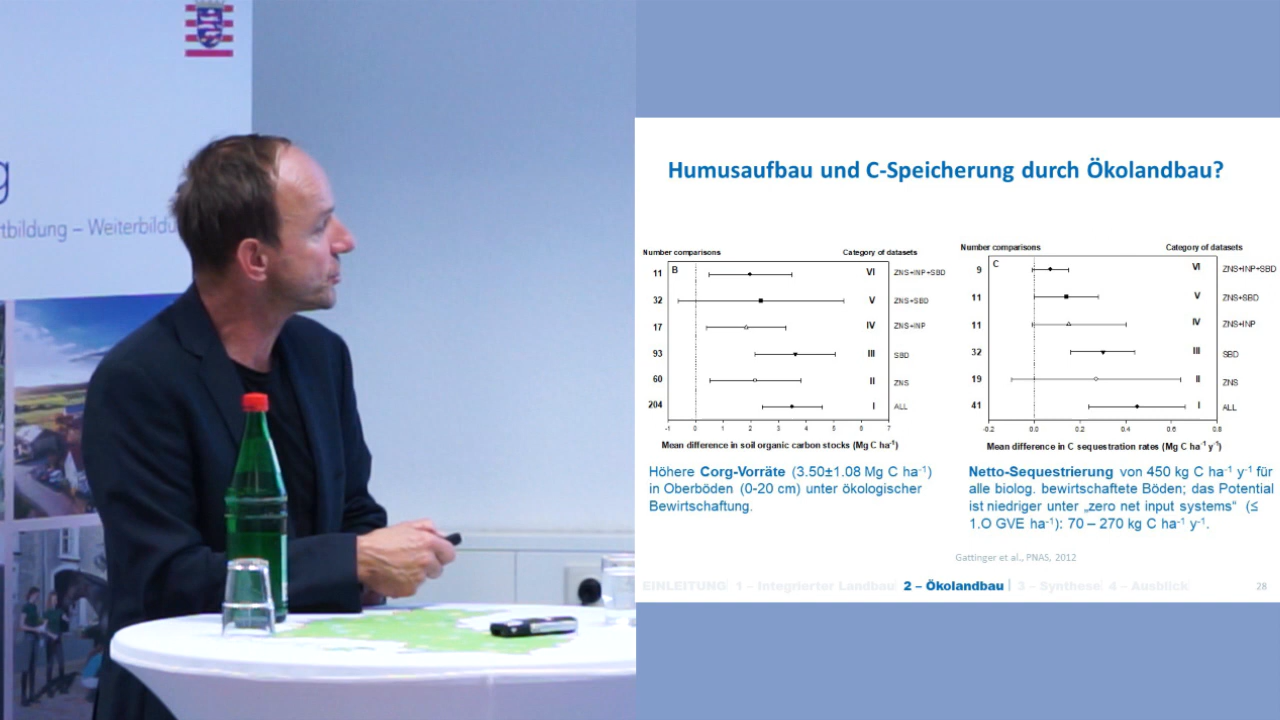 g
tbildung – Weiterbildu
Humusaufbau und C-Speicherung durch Ökolandbau?
Number comparisons Category of datasets
B
11 VI ZNS+INP+SBD
32 V ZNS+SBD
17 IV ZNS+INP
93 III SBD
60 II ZNS
204 I ALL
-1 0 1 2 3 4 5 6 7
Mean difference in soil organic carbon stocks (Mg C ha⁻¹)
Höhere Corg-Vorräte (3.50±1.08 Mg C ha⁻¹)
in Oberböden (0-20 cm) unter ökologischer
Bewirtschaftung.
Number comparisons Category of datasets
C
9 VI ZNS+INP+SBD
11 V ZNS+SBD
11 IV ZNS+INP
32 III SBD
19 II ZNS
41 I ALL
-0.2 0.0 0.2 0.4 0.6 0.8
Mean difference in C sequestration rates (Mg C ha⁻¹ y⁻¹)
Netto-Sequestrierung von 450 kg C ha⁻¹ y⁻¹ für
alle biolog. bewirtschaftete Böden; das Potential
ist niedriger unter „zero net input systems“ (≤
1.O GVE ha⁻¹): 70 – 270 kg C ha⁻¹ y⁻¹.
Gattinger et al., PNAS, 2012
EINLEITUNG| 1 – Integrierter Landbau| 2 – Ökolandbau| 3 – Synthese| 4 – Ausblick 28